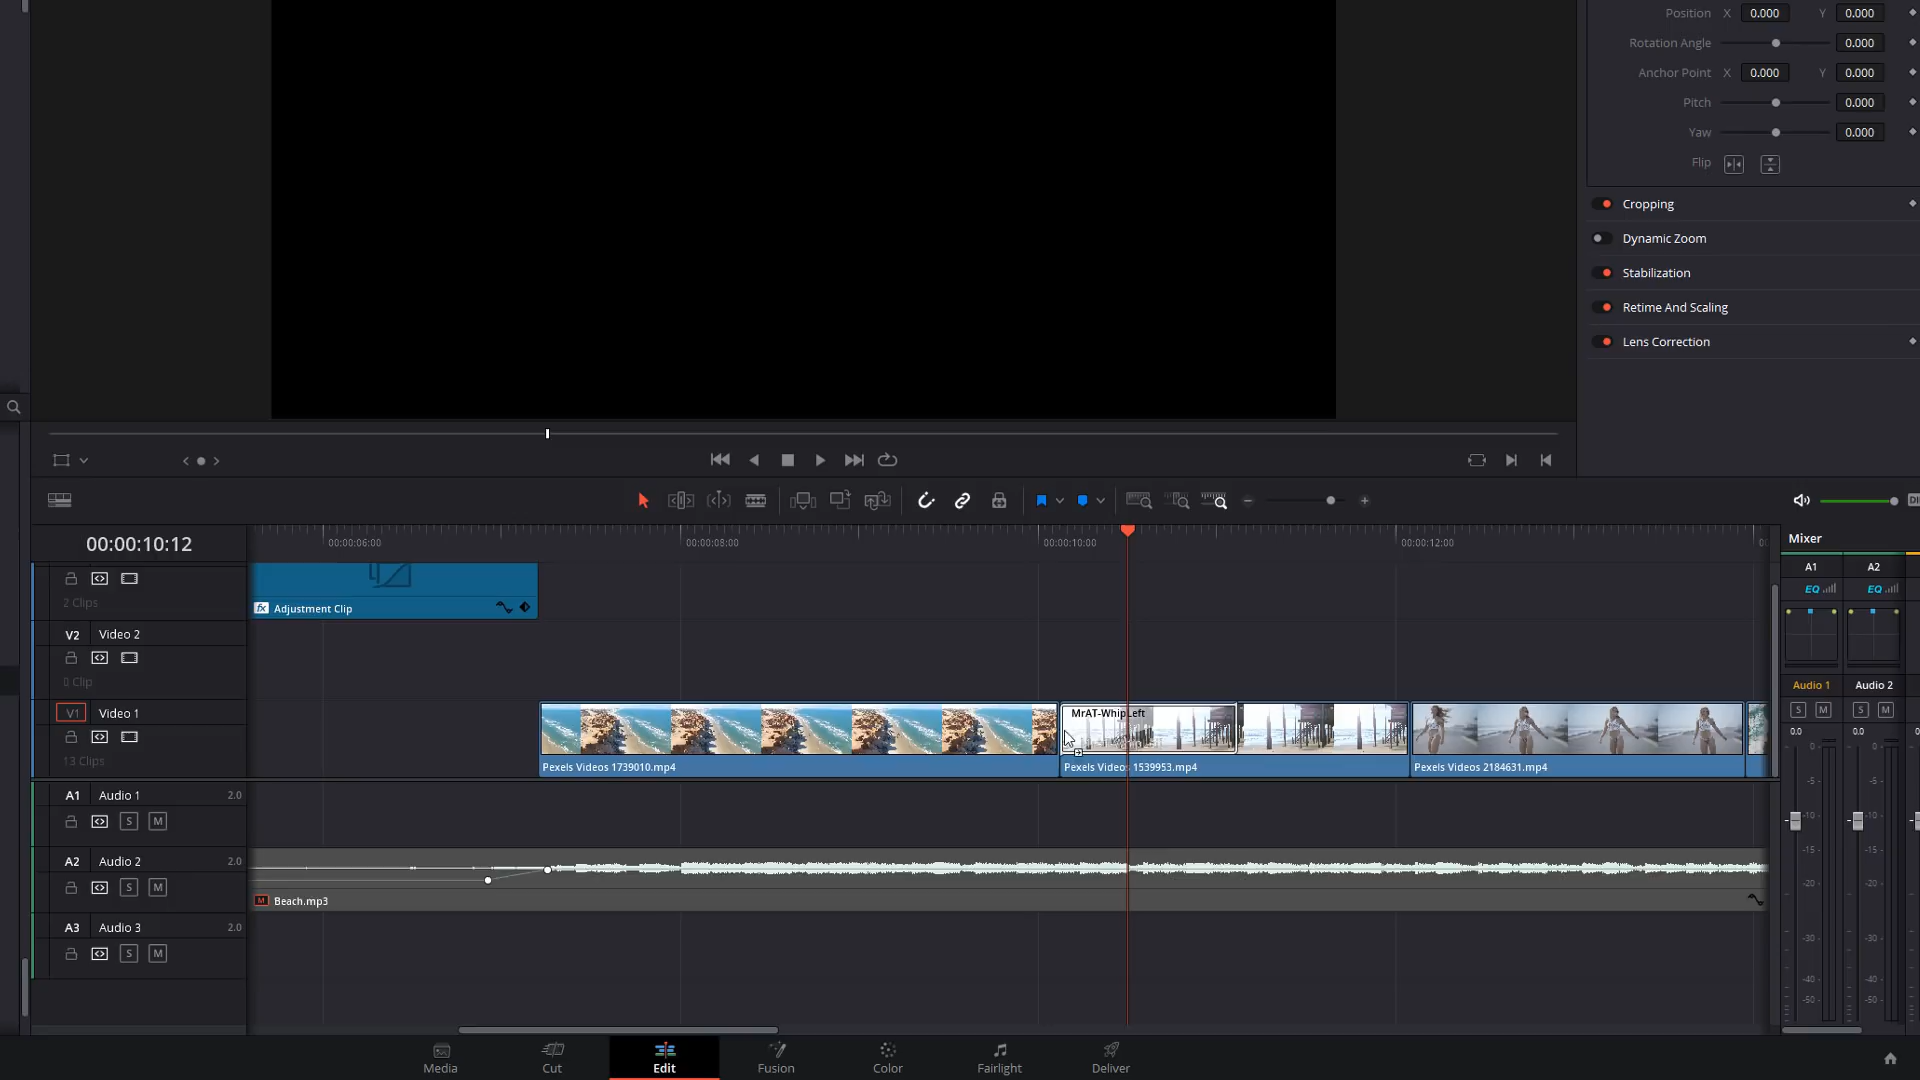 Position X 0.000 Y 0.000
Rotation Angle 0.000
Anchor Point X 0.000 Y 0.000
Pitch 0.000
Yaw 0.000
Flip
Cropping
Dynamic Zoom
Stabilization
Retime And Scaling
Lens Correction
00:00:10:12
00:00:06:00
00:00:08:00
00:00:10:00
00:00:12:00
Mixer
A1 A2
EQ EQ
2 Clips
fx Adjustment Clip
V2 Video 2
Clip
V1 Video 1
13 Clips
MrAT-WhipLeft
Pexels Videos 1739010.mp4
Pexels Videos 1539953.mp4
Pexels Videos 2184631.mp4
Audio 1 Audio 2
S M S M
0.0 0.0
0 0
-5 -5
-10 -10
-15 -15
-20 -20
-30 -30
-40 -40
-50 -50
A1 Audio 1 2.0
S M
A2 Audio 2 2.0
S M
M Beach.mp3
A3 Audio 3 2.0
S M
Media Cut Edit Fusion Color Fairlight Deliver